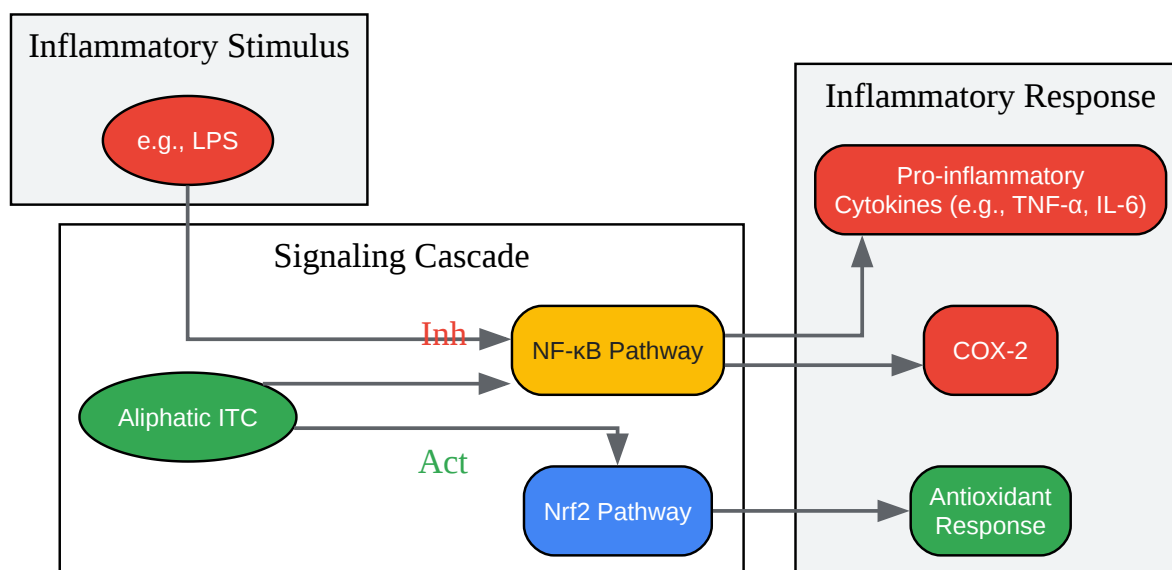 Inflammatory Stimulus
e.g., LPS
Signaling Cascade
Inh
NF-κB Pathway
Aliphatic ITC
Act
Nrf2 Pathway
Inflammatory Response
Pro-inflammatory
Cytokines (e.g., TNF-α, IL-6)
COX-2
Antioxidant
Response